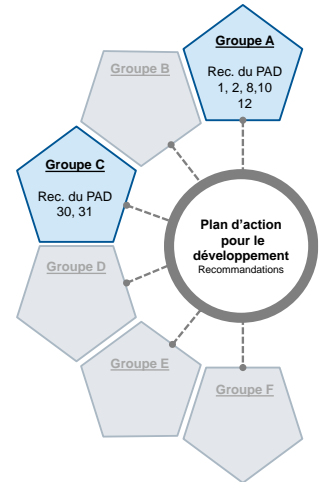 Groupe A
Rec. du PAD
1, 2, 8,10
12
Groupe B
Groupe C
Rec. du PAD
30, 31
Plan d'action
pour le
développement
Recommandations
Groupe D
Groupe E
Groupe F